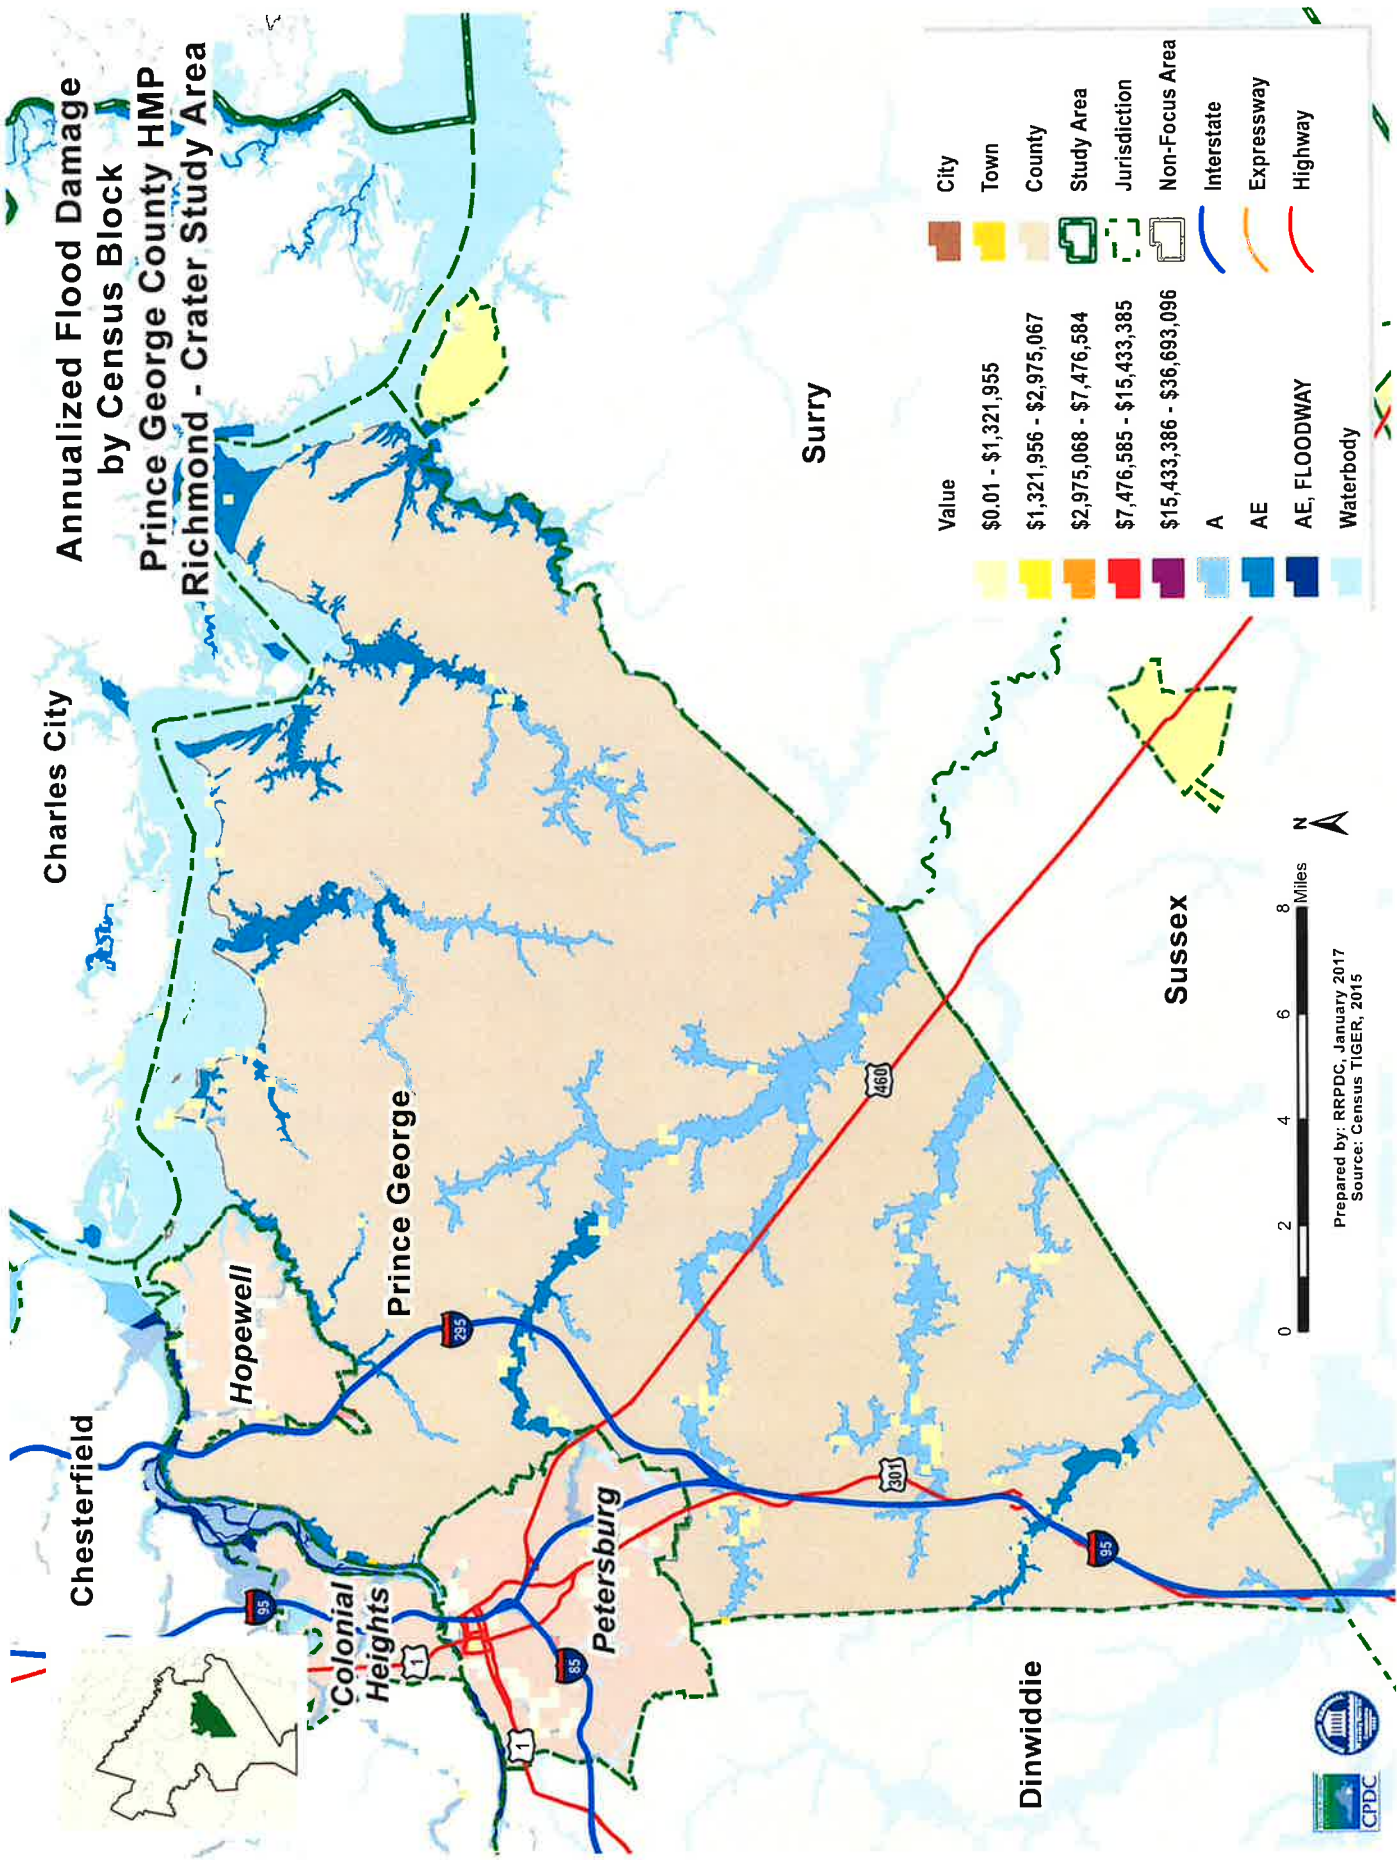 Annualized Flood Damage
by Census Block
Prince George County HMP
Richmond - Crater Study Area
Charles City
Chesterfield
Hopewell
Prince George
Colonial
Heights
Petersburg
Surry
Sussex
Dinwiddie
95
295
1
1
85
460
301
95
Value
$0.01 - $1,321,955
$1,321,956 - $2,975,067
$2,975,068 - $7,476,584
$7,476,585 - $15,433,385
$15,433,386 - $36,693,096
A
AE
AE, FLOODWAY
Waterbody
City
Town
County
Study Area
Jurisdiction
Non-Focus Area
Interstate
Expressway
Highway
N
0 2 4 6 8
Miles
Prepared by: RRPDC, January 2017
Source: Census TIGER, 2015
CPDC